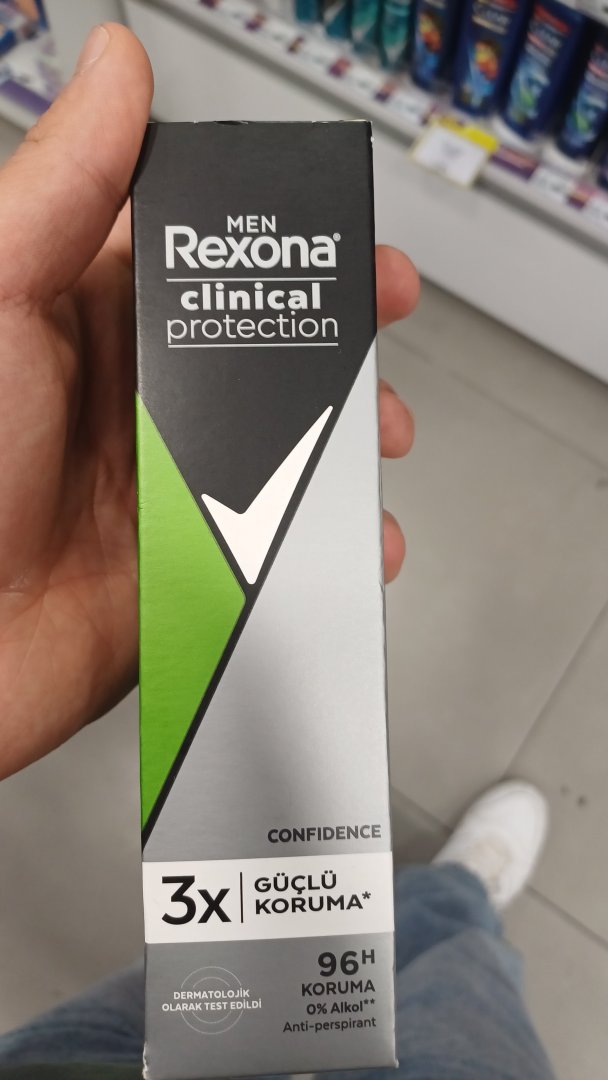 MEN
Rexona®
clinical
protection
CONFIDENCE
3x
GÜÇLÜ
KORUMA*
96H
KORUMA
0% Alkol**
Anti-perspirant
DERMATOLOJİK
OLARAK TEST EDİLDİ